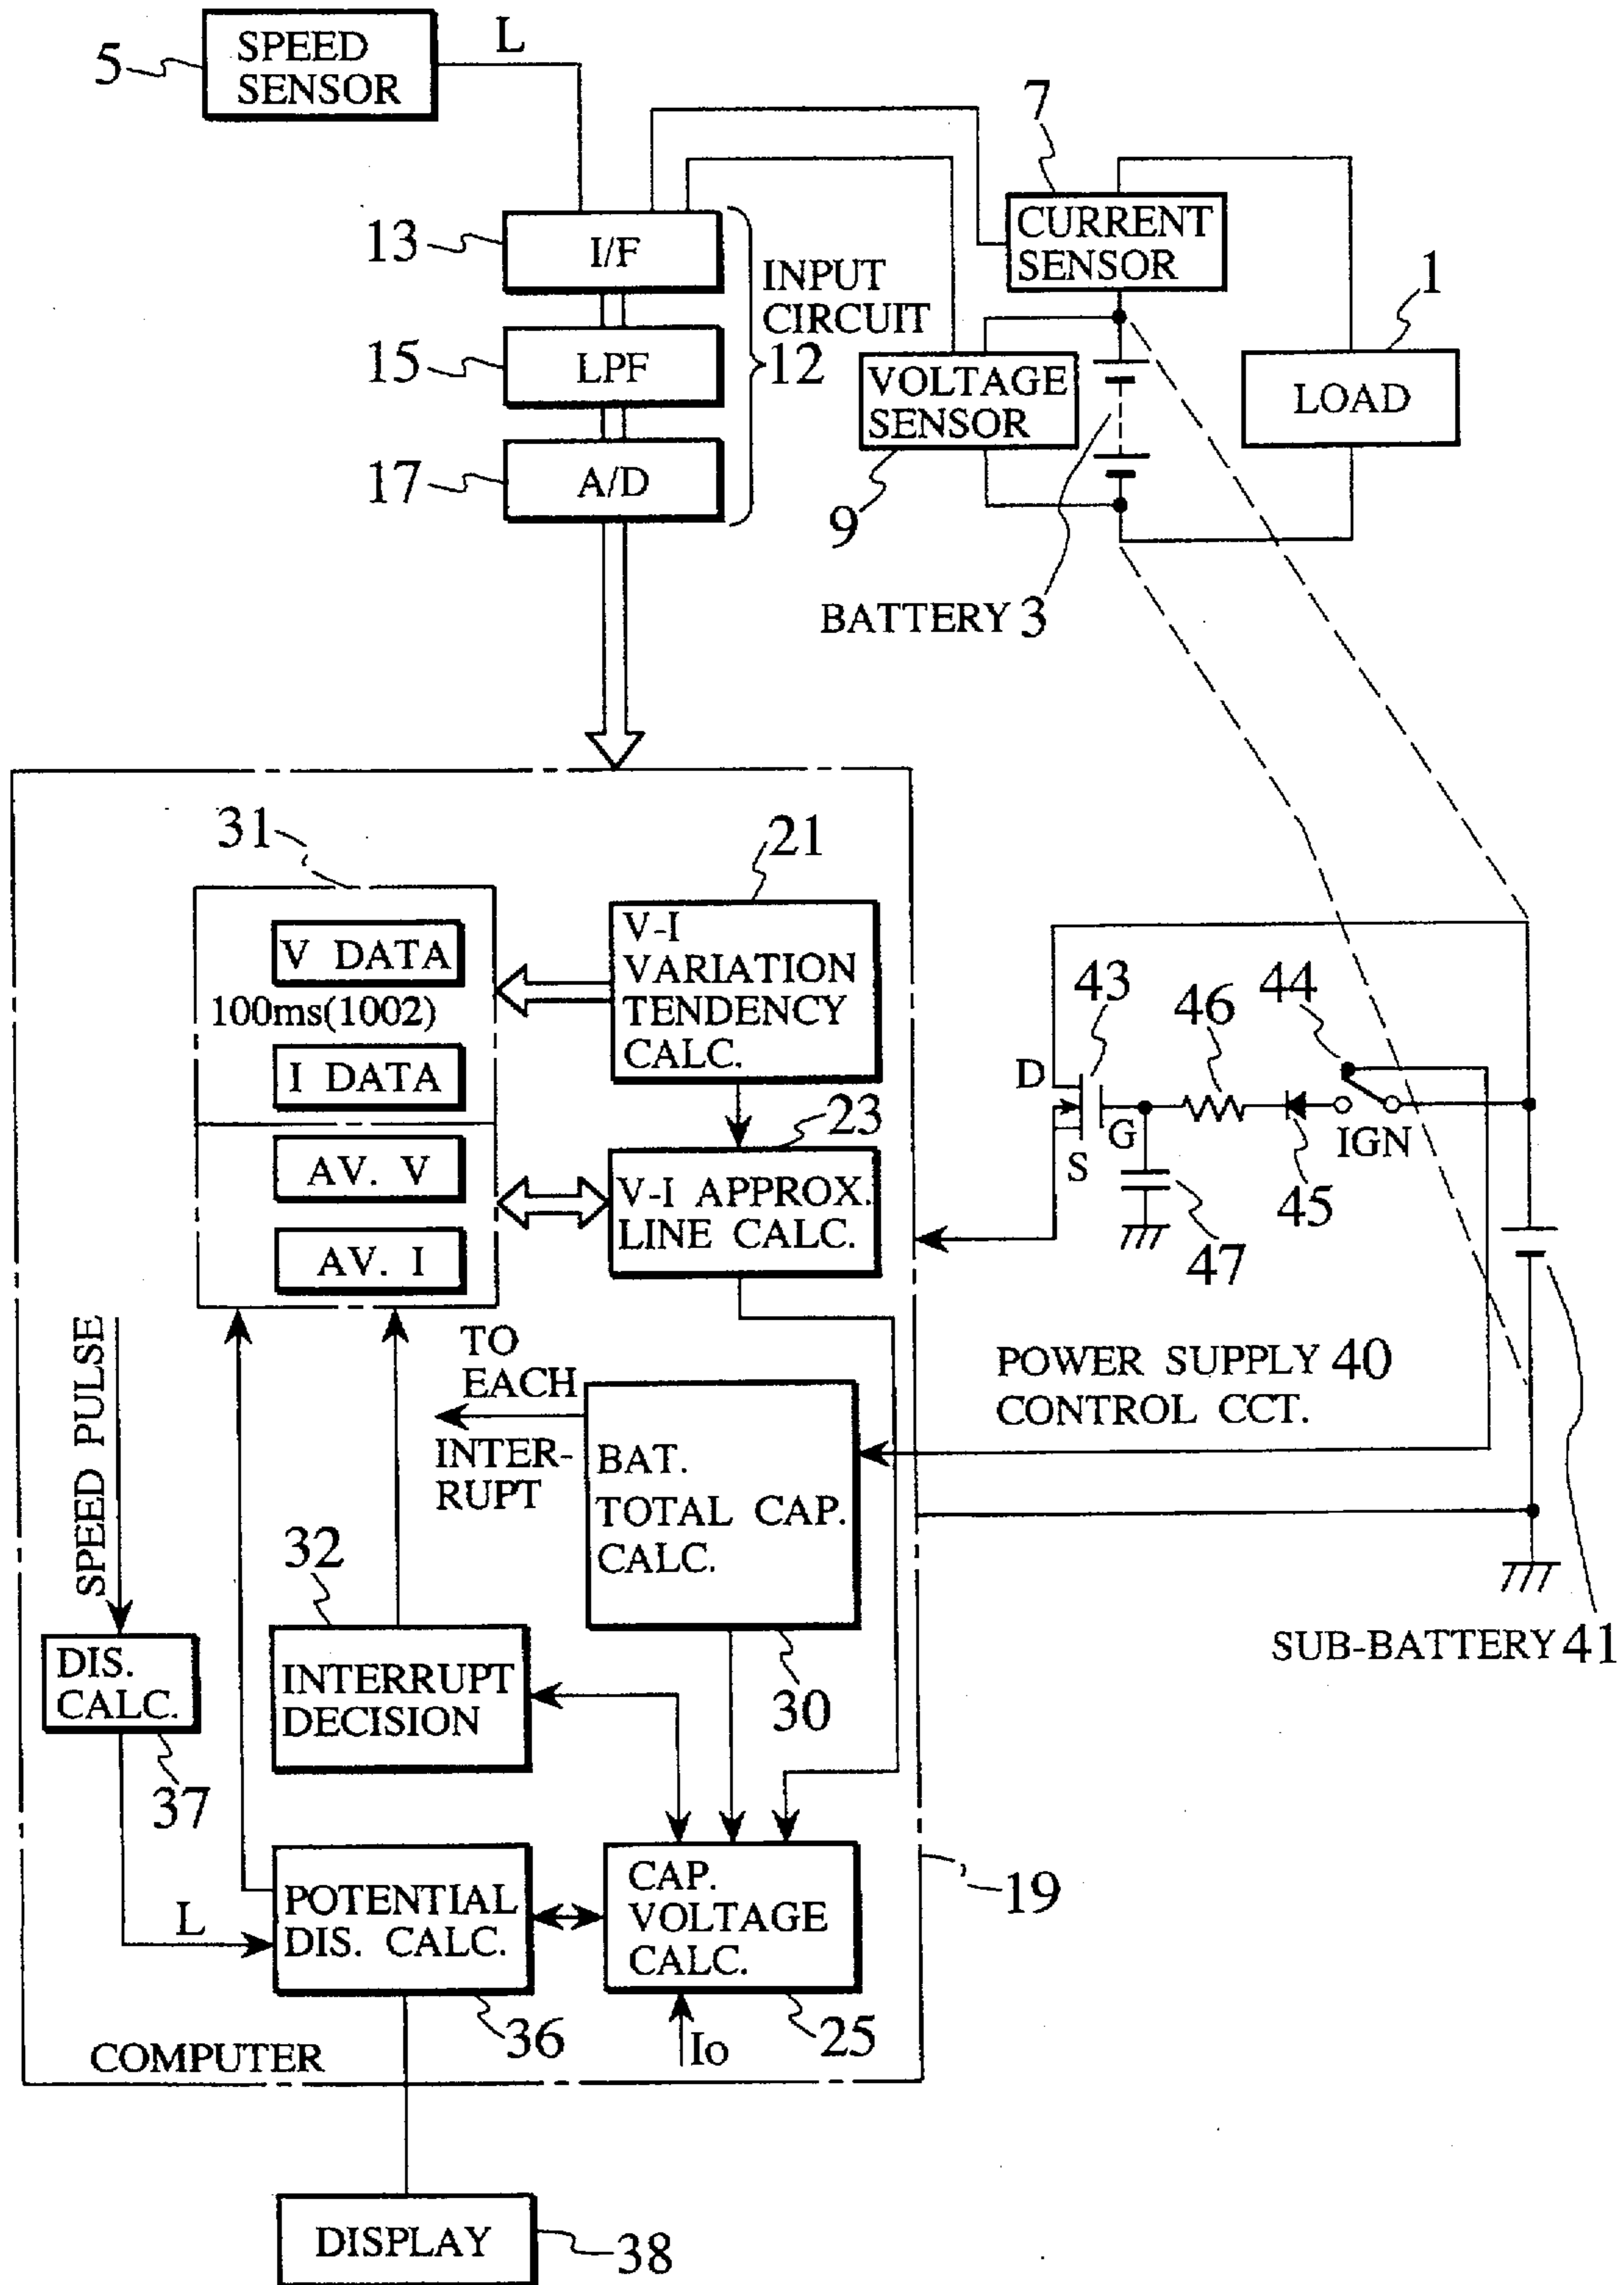 SPEED
SENSOR
5
L
7
CURRENT
SENSOR
13
I/F
INPUT
CIRCUIT
12
1
15
LPF
VOLTAGE
SENSOR
LOAD
17
A/D
9
BATTERY 3
31
21
V DATA
100ms(1002)
I DATA
V-I
VARIATION
TENDENCY
CALC.
43
46
44
D
G
S
IGN
23
AV. V
AV. I
V-I APPROX.
LINE CALC.
45
47
SPEED PULSE
TO
EACH
INTER-
RUPT
POWER SUPPLY 40
CONTROL CCT.
BAT.
TOTAL CAP.
CALC.
32
SUB-BATTERY 41
DIS.
CALC.
INTERRUPT
DECISION
30
37
19
L
POTENTIAL
DIS. CALC.
CAP.
VOLTAGE
CALC.
36
Io
25
COMPUTER
DISPLAY
38